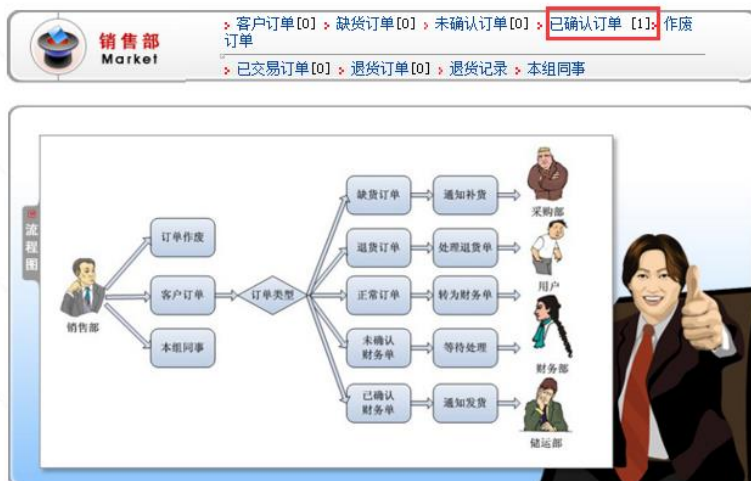 销售部
Market
客户订单[0] 缺货订单[0] 未确认订单[0] 已确认订单 [1] 作废
订单
已交易订单[0] 退货订单[0] 退货记录 本组同事
流程图
销售部
订单作废
客户订单
本组同事
订单类型
缺货订单
通知补货
采购部
退货订单
处理退货单
用户
正常订单
转为财务单
财务部
未确认
财务单
等待处理
已确认
财务单
通知发货
储运部